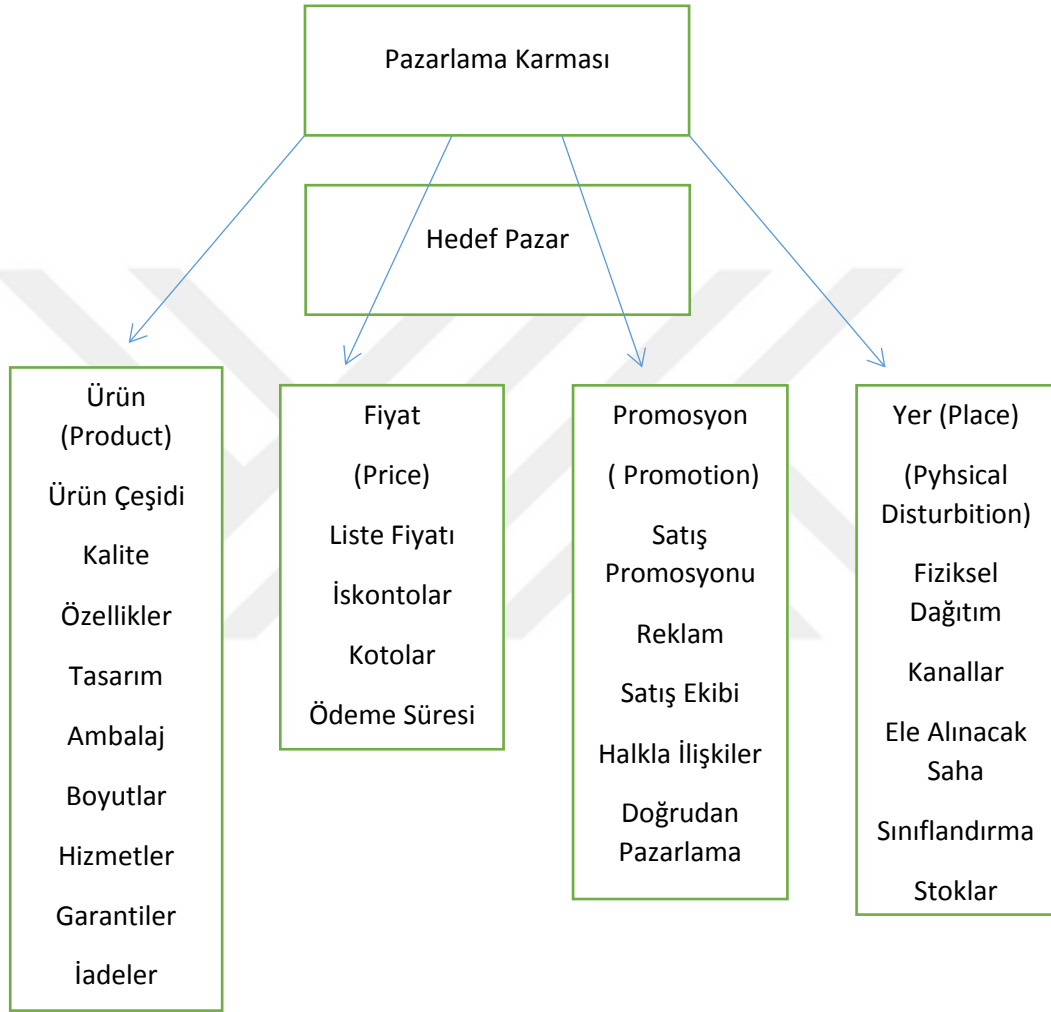 Pazarlama Karması
Hedef Pazar
Ürün
(Product)
Ürün Çeşidi
Kalite
Özellikler
Tasarım
Ambalaj
Boyutlar
Hizmetler
Garantiler
İadeler
Fiyat
(Price)
Liste Fiyatı
İskontolar
Kotolar
Ödeme Süresi
Promosyon
( Promotion)
Satış
Promosyonu
Reklam
Satış Ekibi
Halkla İlişkiler
Doğrudan
Pazarlama
Yer (Place)
(Pyhsical
Disturbition)
Fiziksel
Dağıtım
Kanallar
Ele Alınacak
Saha
Sınıflandırma
Stoklar